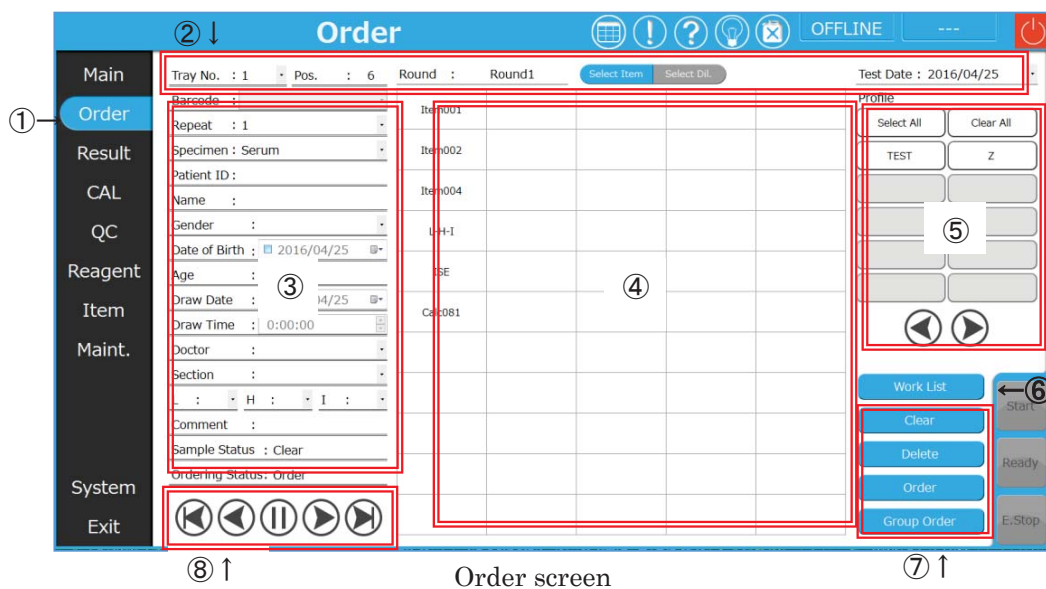 ② ↓ Order OFFLINE ---
Main
① Order
Result
CAL
QC
Reagent
Item
Maint.
System
Exit
Tray No. : 1 Pos. : 6 Round : Round1 Select Item Select Dil. Test Date : 2016/04/25
Barcode :
Repeat : 1
Specimen : Serum
Patient ID :
Name :
Gender :
Date of Birth : 2016/04/25
Age :
Draw Date : 04/25
Draw Time : 0:00:00
Doctor :
Section :
L : H : I :
Comment :
Sample Status : Clear
Ordering Status : Order
③
Item001
Item002
Item004
L-H-I
ISE
Calc081
④
Profile
Select All Clear All
TEST Z
⑤
Work List ←⑥
Clear
Delete
Order
Group Order
Start
Ready
E.Stop
⑧ ↑ Order screen ⑦ ↑